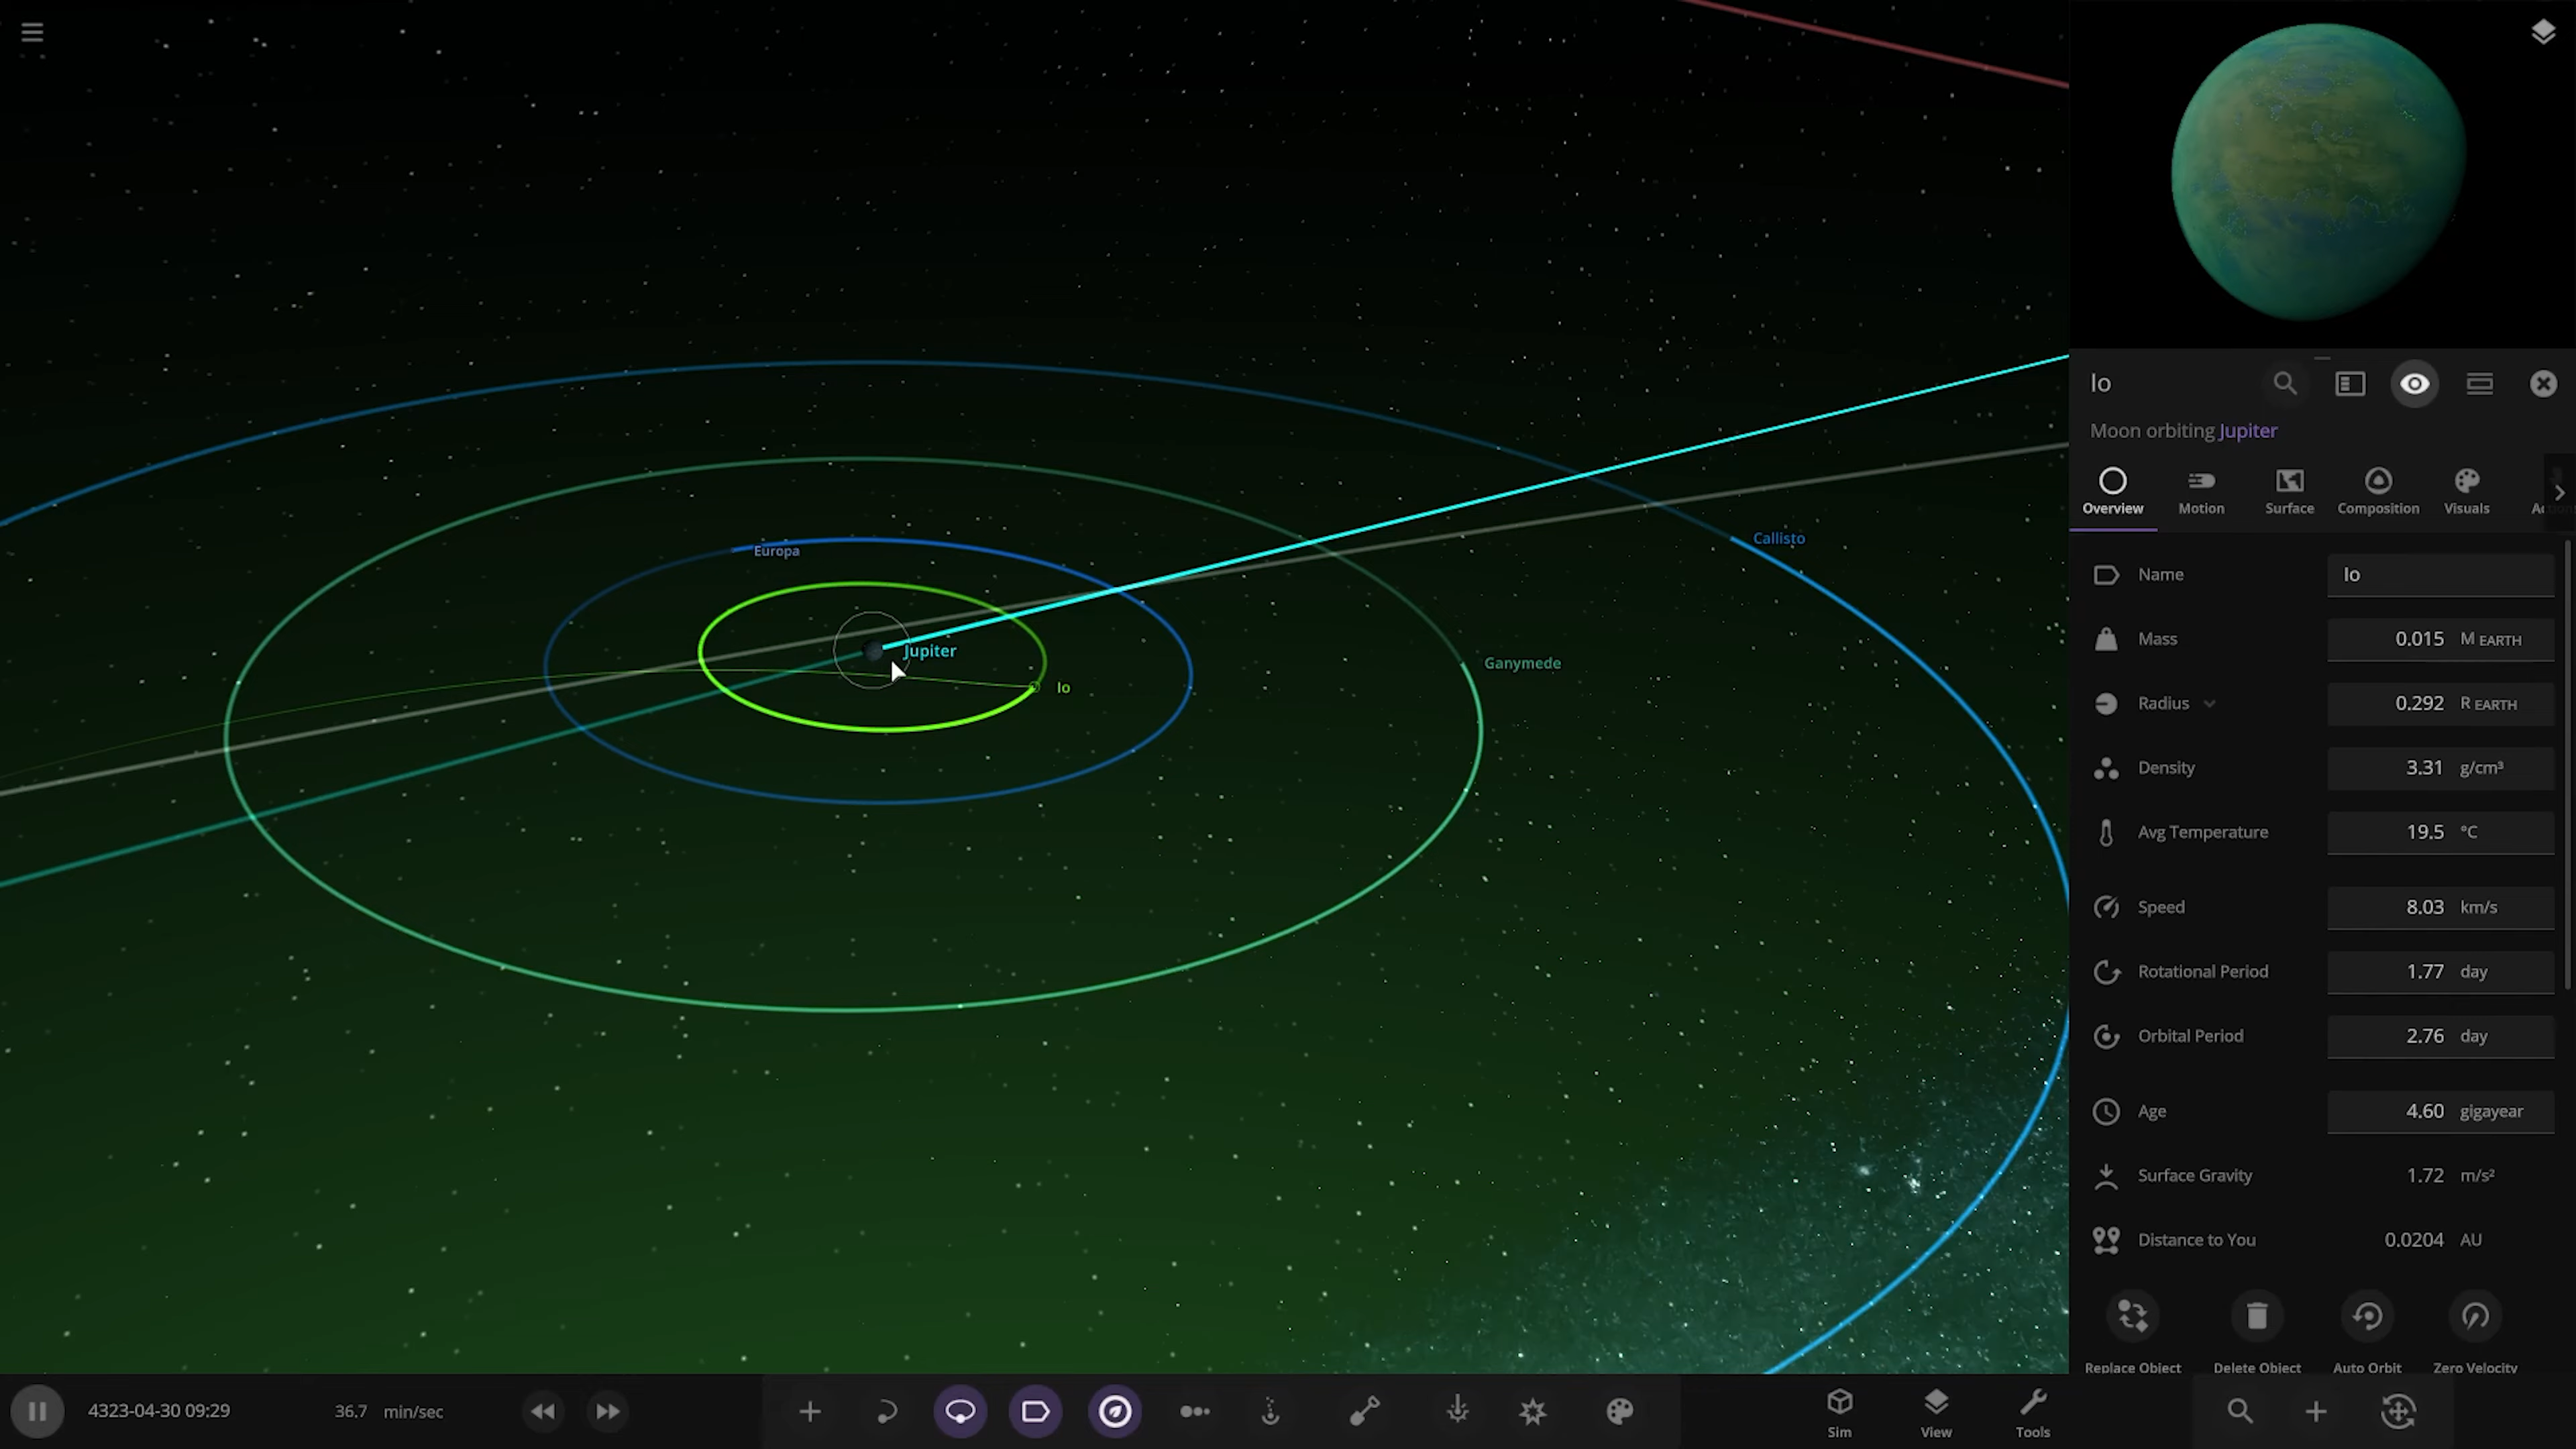 Europa
Callisto
Jupiter
Ganymede
Io
Io
Moon orbiting Jupiter
Overview
Motion
Surface
Composition
Visuals
Name Io
Mass 0.015 M EARTH
Radius 0.292 R EARTH
Density 3.31 g/cm³
Avg Temperature 19.5 °C
Speed 8.03 km/s
Rotational Period 1.77 day
Orbital Period 2.76 day
Age 4.60 gigayear
Surface Gravity 1.72 m/s²
Distance to You 0.0204 AU
Replace Object
Delete Object
Auto Orbit
Zero Velocity
4323-04-30 09:29
36.7 min/sec
Sim
View
Tools